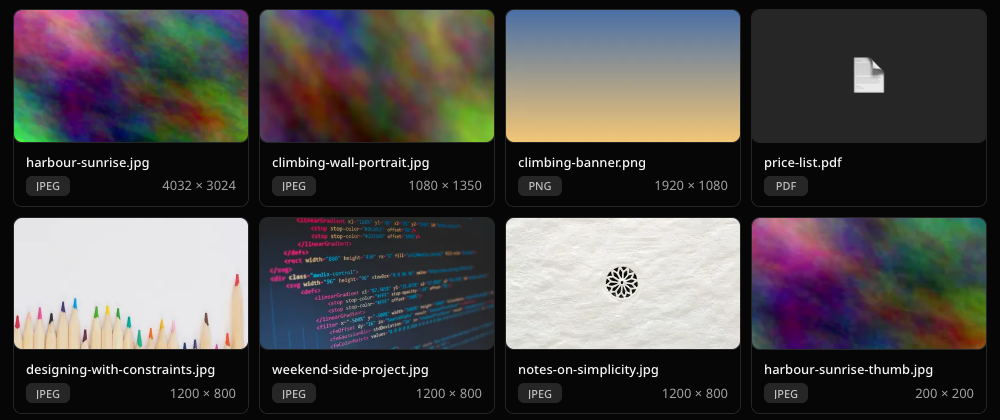 harbour-sunrise.jpg
JPEG
4032 × 3024
climbing-wall-portrait.jpg
JPEG
1080 × 1350
climbing-banner.png
PNG
1920 × 1080
price-list.pdf
PDF
designing-with-constraints.jpg
JPEG
1200 × 800
weekend-side-project.jpg
JPEG
1200 × 800
notes-on-simplicity.jpg
JPEG
1200 × 800
harbour-sunrise-thumb.jpg
JPEG
200 × 200